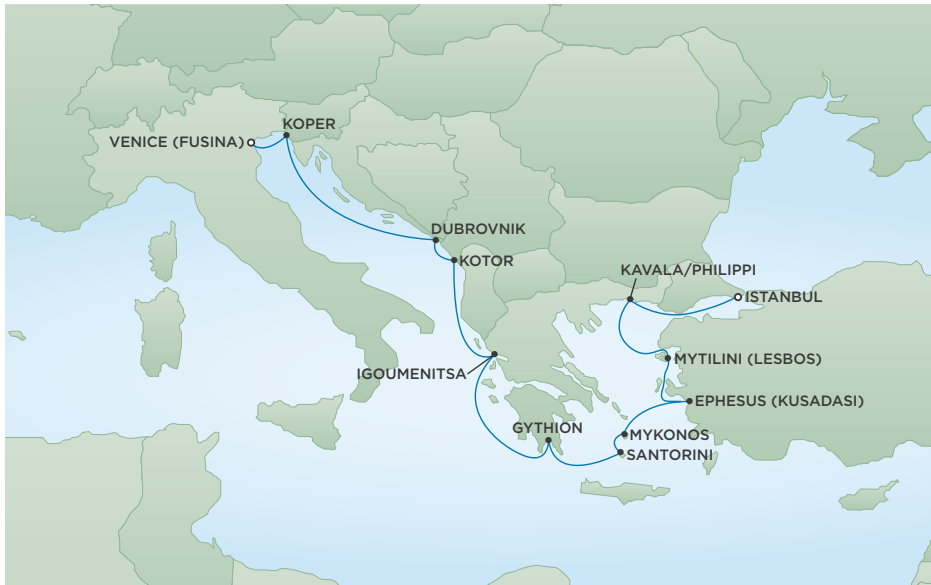 KOPER
VENICE (FUSINA)
DUBROVNIK
KOTOR
KAVALA/PHILIPPI
ISTANBUL
MYTILINI (LESBOS)
IGOUMENITSA
EPHESUS (KUSADASI)
GYTHION
MYKONOS
SANTORINI